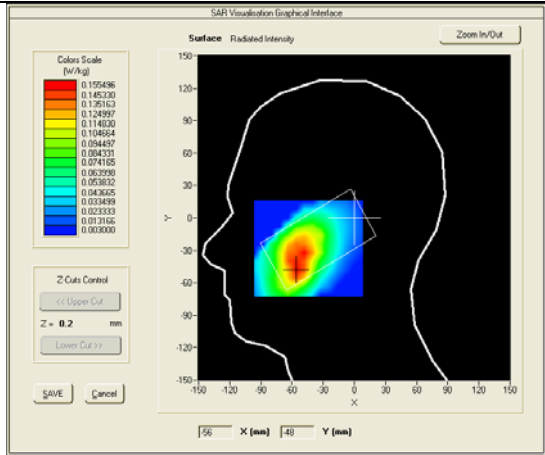 SAR Visualisation Graphical Interface
Surface Radiated Intensity
Zoom In/Out
Colors Scale
(W/kg)
0.155496
0.145330
0.135163
0.124997
0.114830
0.104664
0.094497
0.084331
0.074165
0.063998
0.053832
0.043665
0.033499
0.023333
0.013166
0.003000
Z-Cuts Control
<< Upper Cut
Z = 0.2 mm
Lower Cut >>
SAVE Cancel
150-
120-
90-
60-
30-
Y 0-
-30-
-60-
-90-
-120-
-150-
-150 -120 -90 -60 -30 0 30 60 90 120 150
X
-56 X (mm) -48 Y (mm)